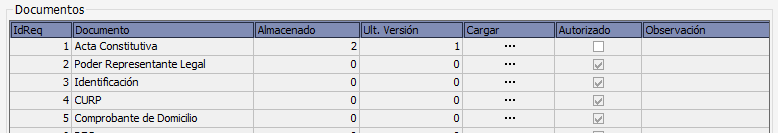 Documentos
IdReq Documento Almacenado Ult. Versión Cargar Autorizado Observación
1 Acta Constitutiva 2 1 ...
2 Poder Representante Legal 0 0 ...
3 Identificación 0 0 ...
4 CURP 0 0 ...
5 Comprobante de Domicilio 0 0 ...